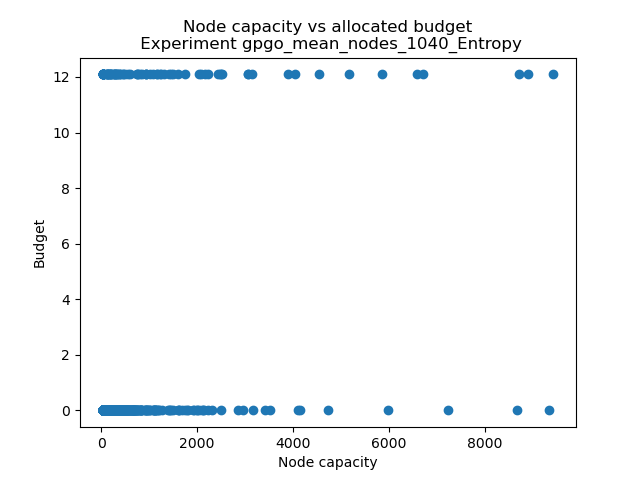 Node capacity vs allocated budget
Experiment gpgo_mean_nodes_1040_Entropy
12
10
8
6
4
2
0
Budget
0 2000 4000 6000 8000
Node capacity